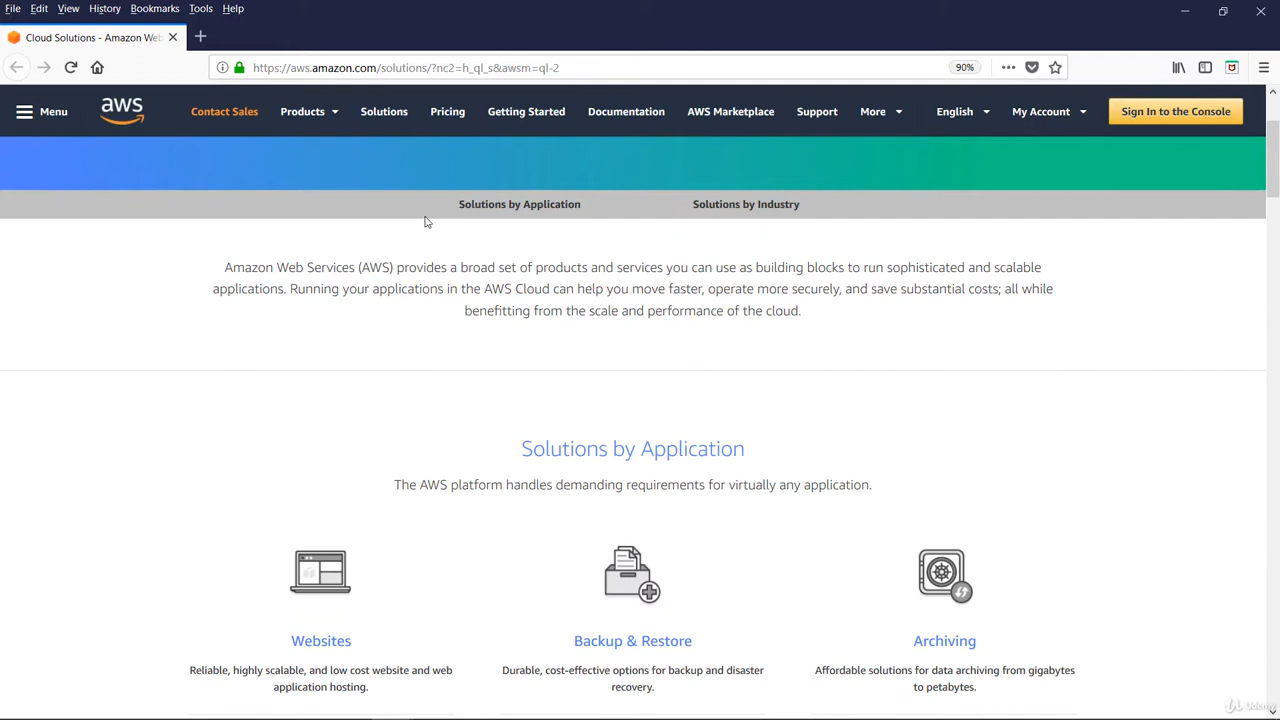 File Edit View History Bookmarks Tools Help
Cloud Solutions - Amazon Web
https://aws.amazon.com/solutions/?nc2=h_ql_s&awsm=ql-2 90%
Menu aws Contact Sales Products Solutions Pricing Getting Started Documentation AWS Marketplace Support More English My Account Sign In to the Console
Solutions by Application Solutions by Industry
Amazon Web Services (AWS) provides a broad set of products and services you can use as building blocks to run sophisticated and scalable
applications. Running your applications in the AWS Cloud can help you move faster, operate more securely, and save substantial costs; all while
benefitting from the scale and performance of the cloud.
Solutions by Application
The AWS platform handles demanding requirements for virtually any application.
Websites Backup & Restore Archiving
Reliable, highly scalable, and low cost website and web Durable, cost-effective options for backup and disaster Affordable solutions for data archiving from gigabytes
application hosting. recovery. to petabytes.
Udemy